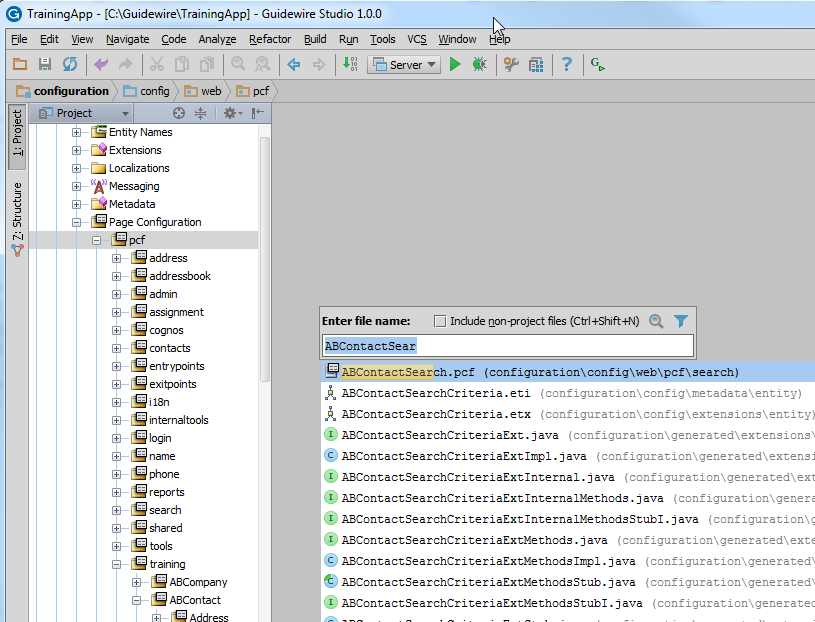 TrainingApp - [C:\Guidewire\TrainingApp] - Guidewire Studio 1.0.0
File Edit View Navigate Code Analyze Refactor Build Run Tools VCS Window Help
Server
configuration config web pcf
1: Project
Z: Structure
Project
Entity Names
Extensions
Localizations
Messaging
Metadata
Page Configuration
pcf
address
addressbook
admin
assignment
cognos
contacts
entrypoints
exitpoints
i18n
internaltools
login
name
phone
reports
search
shared
tools
training
ABCompany
ABContact
Address
Enter file name: Include non-project files (Ctrl+Shift+N)
ABContactSear
ABContactSearch.pcf (configuration\config\web\pcf\search)
ABContactSearchCriteria.eti (configuration\config\metadata\entity)
ABContactSearchCriteria.etx (configuration\config\extensions\entity)
ABContactSearchCriteriaExt.java (configuration\generated\extensions\
ABContactSearchCriteriaExtImpl.java (configuration\generated\extensi
ABContactSearchCriteriaExtInternal.java (configuration\generated\ext
ABContactSearchCriteriaExtInternalMethods.java (configuration\genera
ABContactSearchCriteriaExtInternalMethodsStubI.java (configuration\g
ABContactSearchCriteriaExtMethods.java (configuration\generated\exte
ABContactSearchCriteriaExtMethodsImpl.java (configuration\generated\
ABContactSearchCriteriaExtMethodsStub.java (configuration\generated\
ABContactSearchCriteriaExtMethodsStubI.java (configuration\generated